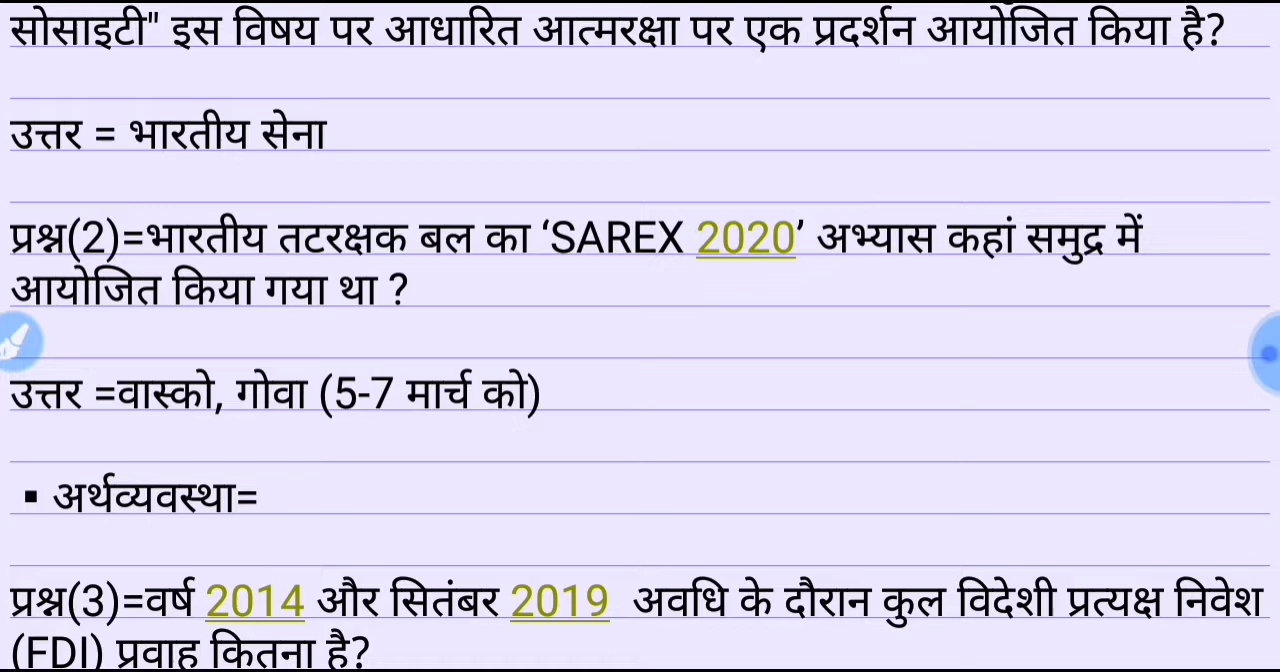 सोसाइटी" इस विषय पर आधारित आत्मरक्षा पर एक प्रदर्शन आयोजित किया है?
उत्तर = भारतीय सेना
प्रश्न(2)=भारतीय तटरक्षक बल का ‘SAREX 2020’ अभ्यास कहां समुद्र में
आयोजित किया गया था ?
उत्तर =वास्को, गोवा (5-7 मार्च को)
▪ अर्थव्यवस्था=
प्रश्न(3)=वर्ष 2014 और सितंबर 2019 अवधि के दौरान कुल विदेशी प्रत्यक्ष निवेश
(FDI) प्रवाह कितना है?